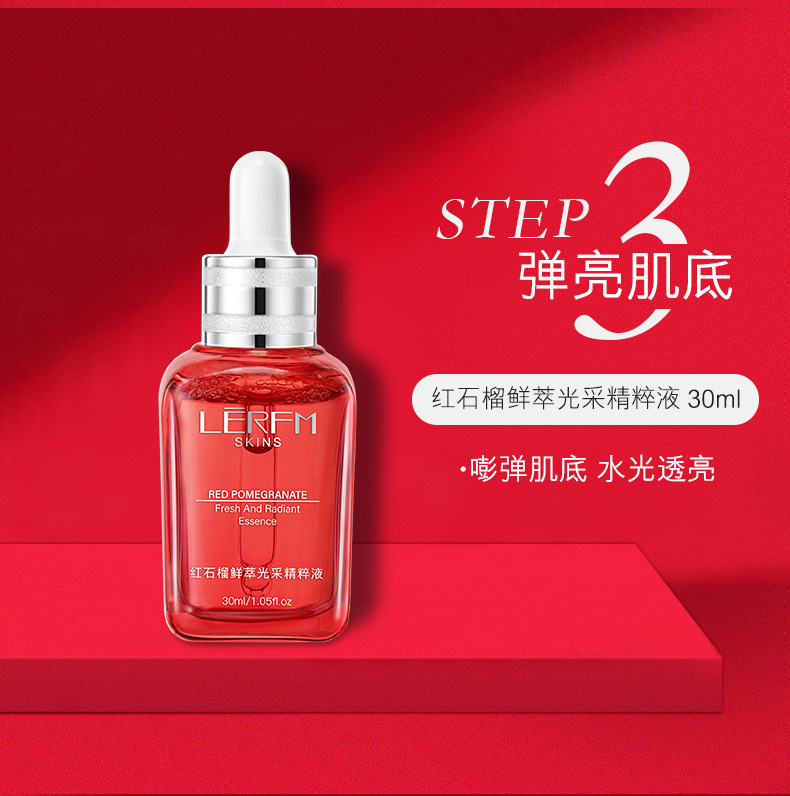 STEP 3
弹亮肌底
红石榴鲜萃光采精粹液 30ml
•嘭弹肌底 水光透亮
LERFM
SKINS
RED POMEGRANATE
Fresh And Radiant
Essence
红石榴鲜萃光采精粹液
30ml/1.05fl.oz